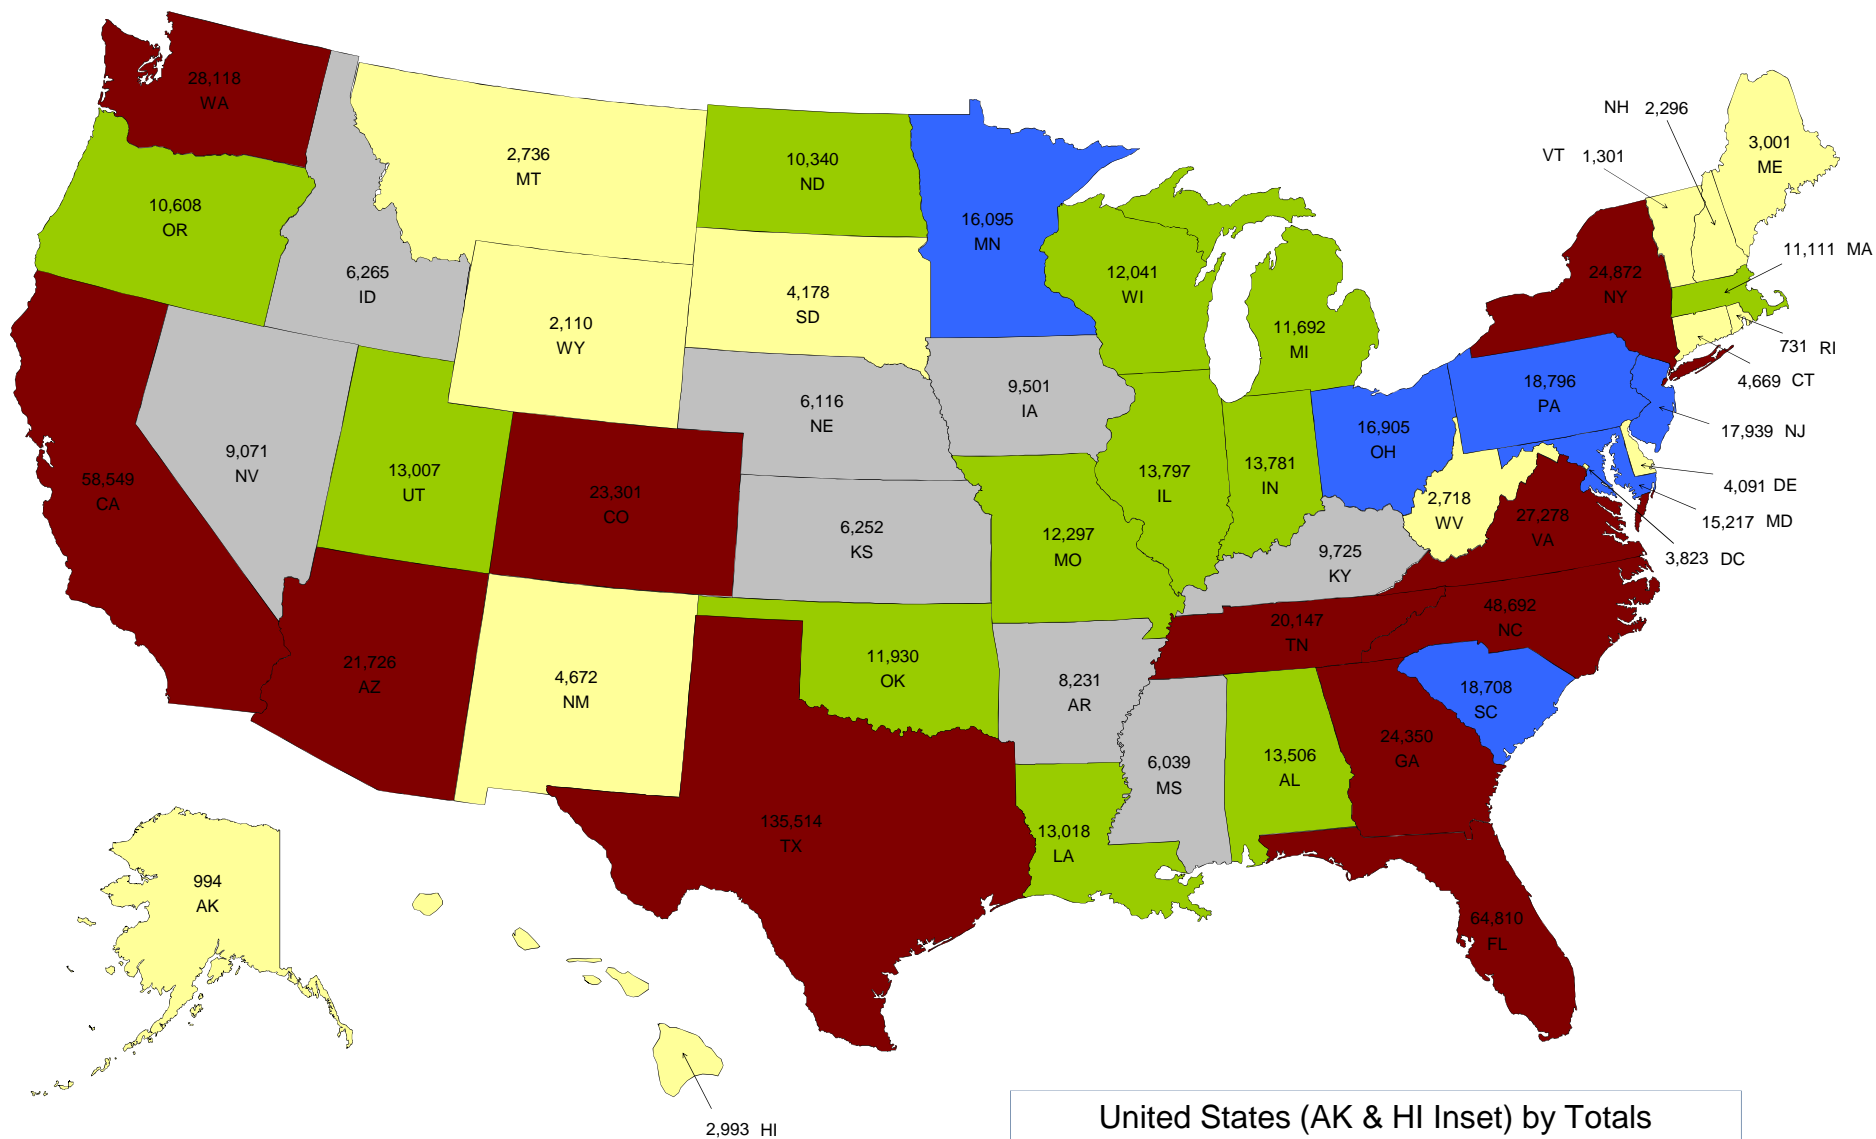 28,118
WA
NH 2,296
VT 1,301
3,001
ME
2,736
MT
10,340
ND
10,608
OR
16,095
MN
11,111 MA
6,265
ID
12,041
WI
24,872
NY
4,178
SD
2,110
WY
11,692
MI
731 RI
4,669 CT
9,501
IA
6,116
NE
18,796
PA
16,905
OH
17,939 NJ
9,071
NV
13,007
UT
13,797
IL
13,781
IN
58,549
CA
23,301
CO
2,718
WV
4,091 DE
27,278
VA
15,217 MD
6,252
KS
12,297
MO
9,725
KY
3,823 DC
48,692
NC
20,147
TN
21,726
AZ
4,672
NM
11,930
OK
8,231
AR
18,708
SC
24,350
GA
6,039
MS
13,506
AL
135,514
TX
13,018
LA
994
AK
64,810
FL
2,993 HI
United States (AK & HI Inset) by Totals